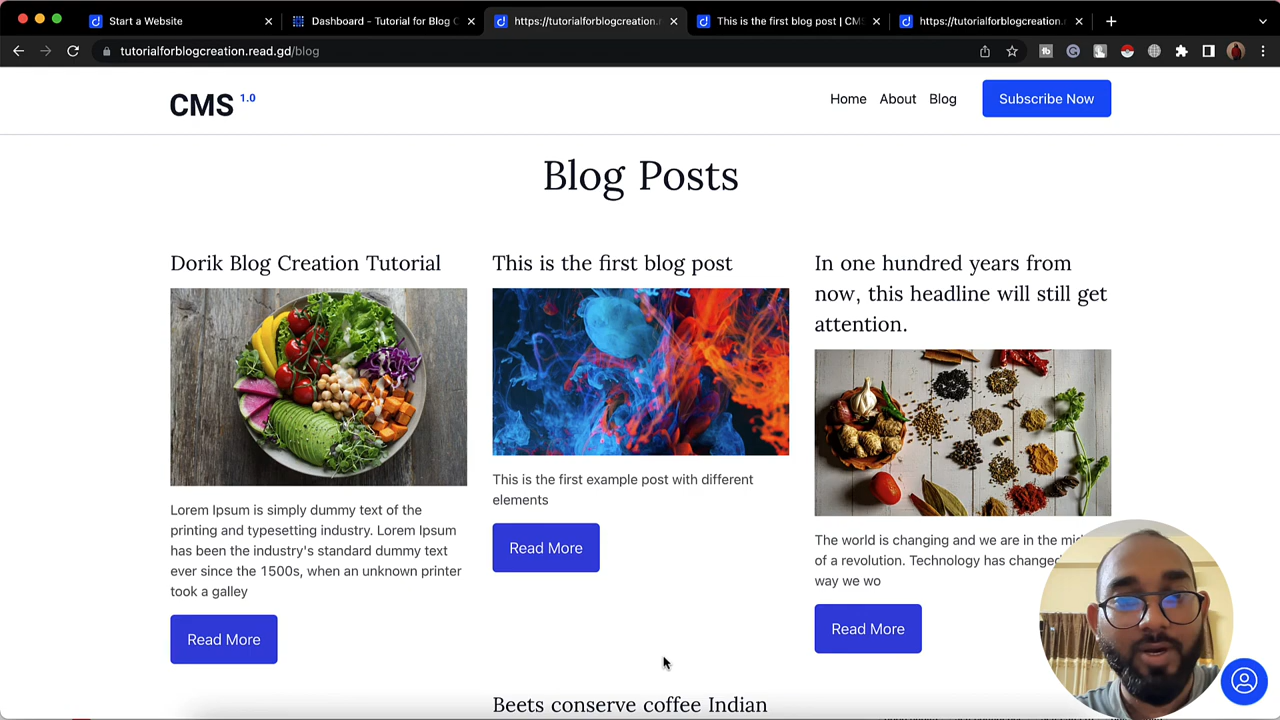 Start a Website
Dashboard - Tutorial for Blog C
https://tutorialforblogcreation.r
This is the first blog post | CMS
https://tutorialforblogcreation.
tutorialforblogcreation.read.gd/blog
CMS 1.0
Home
About
Blog
Subscribe Now
Blog Posts
Dorik Blog Creation Tutorial
Lorem Ipsum is simply dummy text of the
printing and typesetting industry. Lorem Ipsum
has been the industry's standard dummy text
ever since the 1500s, when an unknown printer
took a galley
Read More
This is the first blog post
This is the first example post with different
elements
Read More
In one hundred years from
now, this headline will still get
attention.
The world is changing and we are in the
of a revolution. Technology has changed
way we wo
Read More
Beets conserve coffee Indian